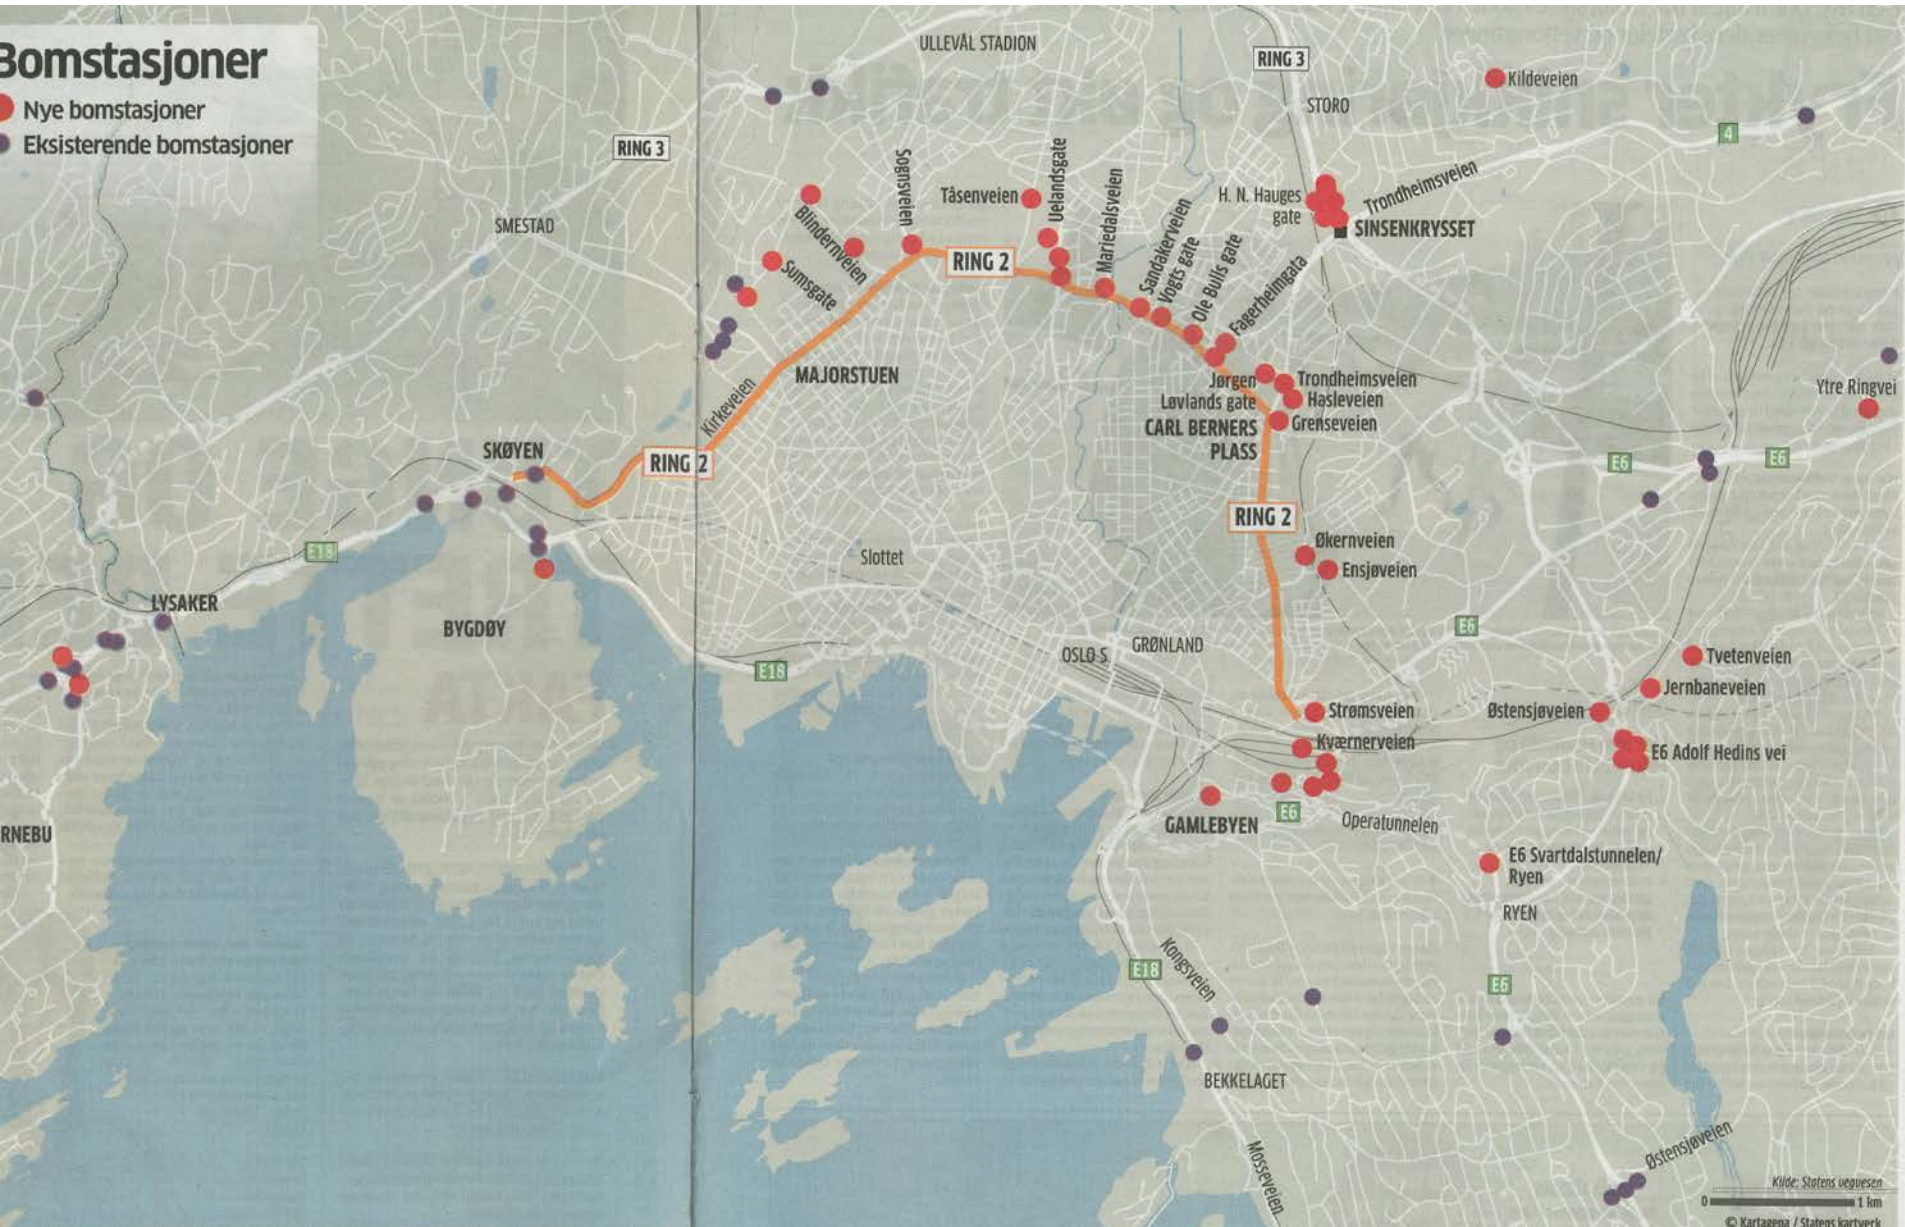 Bomstasjoner
Nye bomstasjoner
Eksisterende bomstasjoner
ULLEVÅL STADION
RING 3
STORO
Kildeveien
4
RING 3
Sognsveien
Tåsenveien
Uelandsgate
Mariedalsveien
Sandakerveien
Vogts gate
Ole Bulls gate
Fagerheimgata
H. N. Hauges
gate
Trondheimsveien
SINSENKRYSSET
SMESTAD
Blindernveien
Sumsgate
RING 2
MAJORSTUEN
Kirkeveien
Jørgen
Løvlands gate
Trondheimsveien
Hasleveien
Grenseveien
CARL BERNERS
PLASS
Ytre Ringvei
SKØYEN
RING 2
E6
E6
RING 2
E18
Slottet
Økernveien
Ensjøveien
LYSAKER
BYGDØY
E18
OSLO S
GRØNLAND
E6
Tvetenveien
Jernbaneveien
Østensjøveien
Strømsveien
Kværnerveien
E6 Adolf Hedins vei
GAMLEBYEN
E6
Operatunnelen
RNEBU
E6 Svartdalstunnelen/
Ryen
RYEN
E18
Kongsveien
E6
BEKKELAGET
Mosseveien
Østensjøveien
Kilde: Statens vegvesen
0 1 km
© Kartagena / Statens kartverk